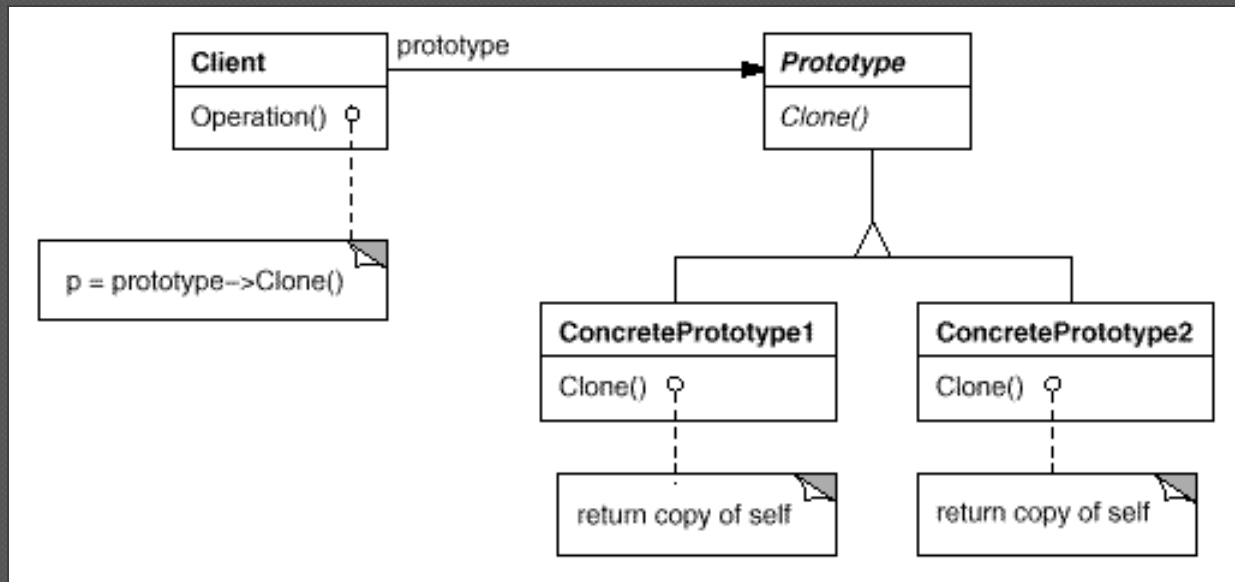 Client
prototype
Prototype
Operation()
Clone()
p = prototype−>Clone()
ConcretePrototype1
ConcretePrototype2
Clone()
Clone()
return copy of self
return copy of self